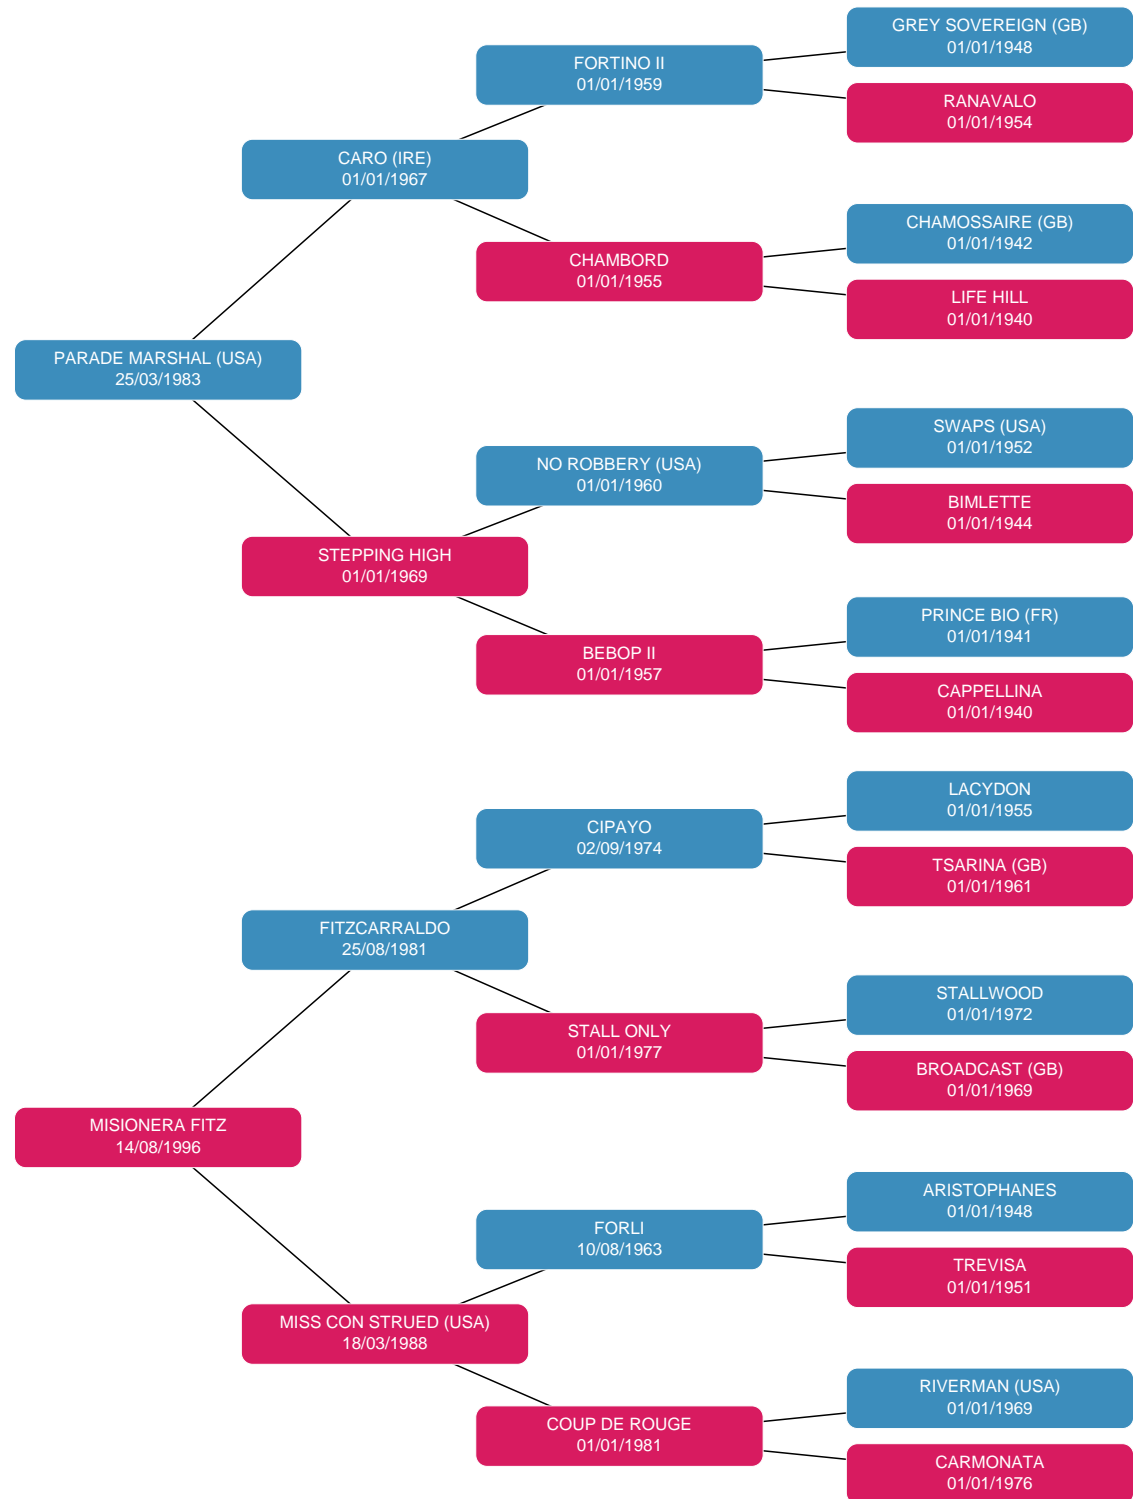 GREY SOVEREIGN (GB)
01/01/1948
FORTINO II
01/01/1959
RANAVALO
01/01/1954
CARO (IRE)
01/01/1967
CHAMOSSAIRE (GB)
01/01/1942
CHAMBORD
01/01/1955
LIFE HILL
01/01/1940
PARADE MARSHAL (USA)
25/03/1983
SWAPS (USA)
01/01/1952
NO ROBBERY (USA)
01/01/1960
BIMLETTE
01/01/1944
STEPPING HIGH
01/01/1969
PRINCE BIO (FR)
01/01/1941
BEBOP II
01/01/1957
CAPPELLINA
01/01/1940
LACYDON
01/01/1955
CIPAYO
02/09/1974
TSARINA (GB)
01/01/1961
FITZCARRALDO
25/08/1981
STALLWOOD
01/01/1972
STALL ONLY
01/01/1977
BROADCAST (GB)
01/01/1969
MISIONERA FITZ
14/08/1996
ARISTOPHANES
01/01/1948
FORLI
10/08/1963
TREVISA
01/01/1951
MISS CON STRUED (USA)
18/03/1988
RIVERMAN (USA)
01/01/1969
COUP DE ROUGE
01/01/1981
CARMONATA
01/01/1976